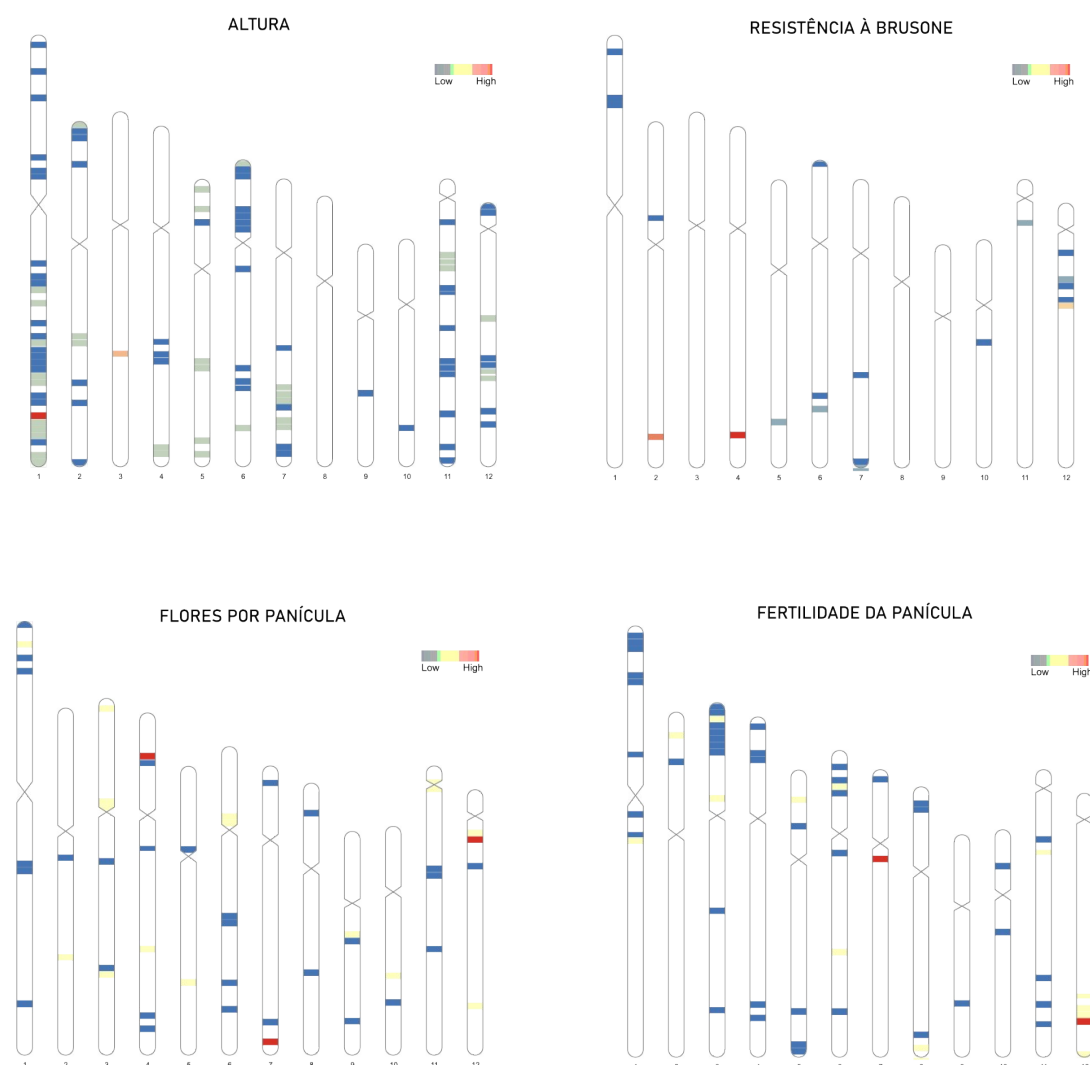 ALTURA
Low High
1 2 3 4 5 6 7 8 9 10 11 12
RESISTÊNCIA À BRUSONE
Low High
1 2 3 4 5 6 7 8 9 10 11 12
FLORES POR PANÍCULA
Low High
1 2 3 4 5 6 7 8 9 10 11 12
FERTILIDADE DA PANÍCULA
Low High